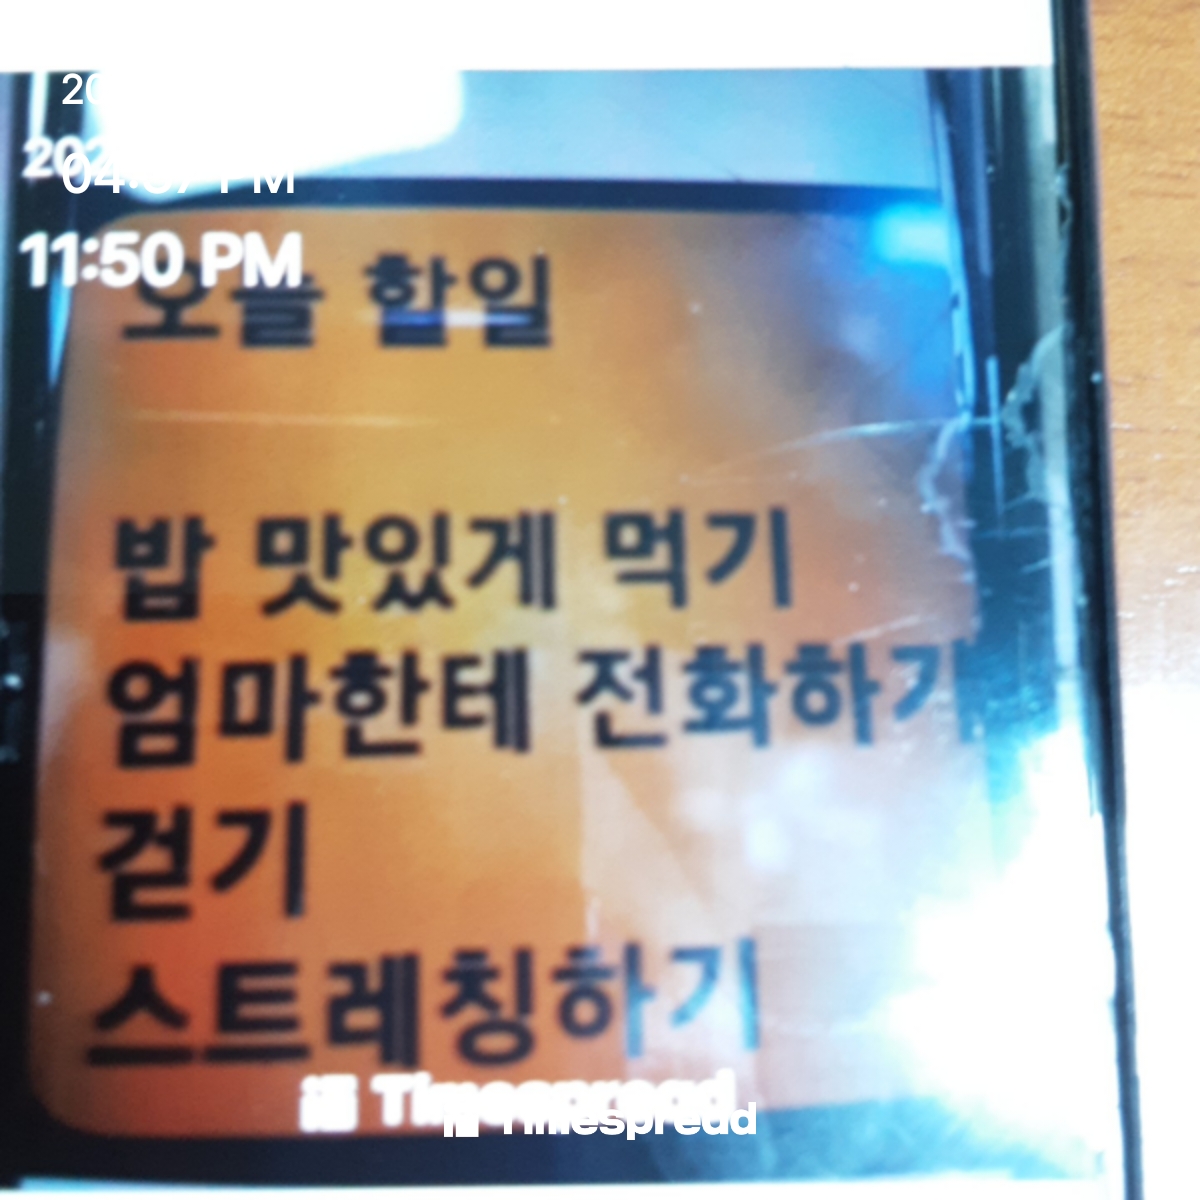 11:50 PM
오늘 할일
밥 맛있게 먹기
엄마한테 전화하기
걷기
스트레칭하기
Timespread
Timespread